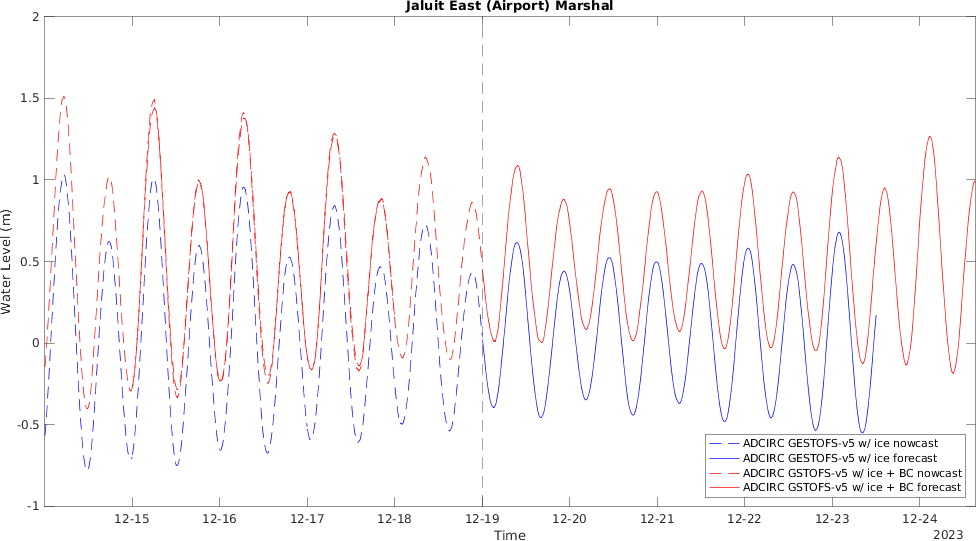 Jaluit East (Airport) Marshal
2
1.5
1
0.5
0
-0.5
-1
Water Level (m)
12-15 12-16 12-17 12-18 12-19 12-20 12-21 12-22 12-23 12-24
Time
2023
ADCIRC GESTOFS-v5 w/ ice nowcast
ADCIRC GESTOFS-v5 w/ ice forecast
ADCIRC GSTOFS-v5 w/ ice + BC nowcast
ADCIRC GSTOFS-v5 w/ ice + BC forecast